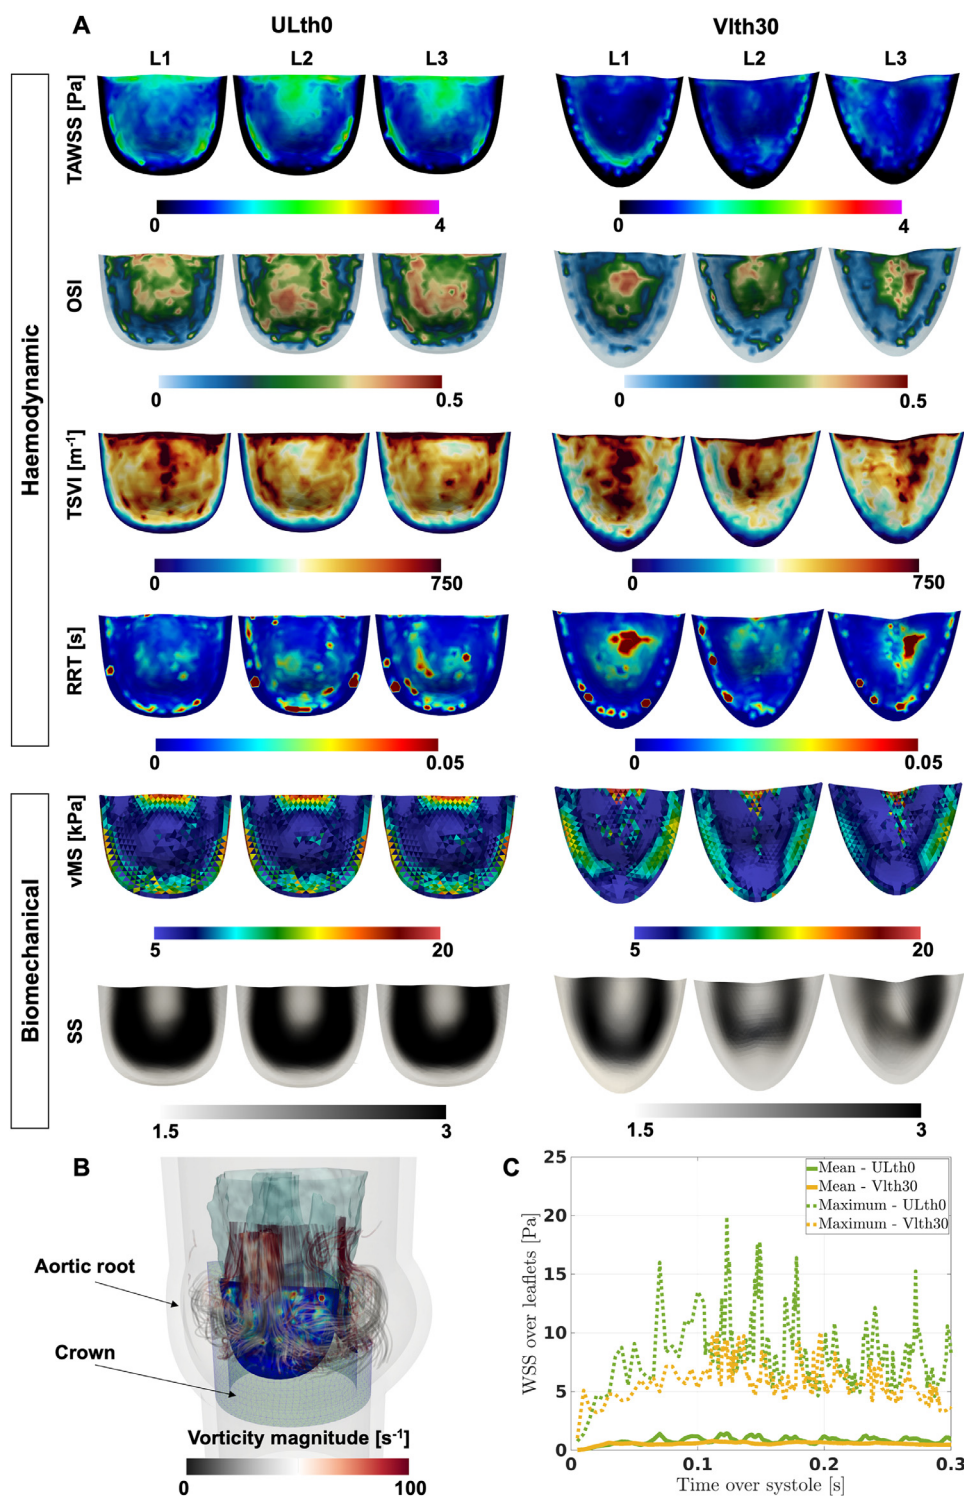 A
ULth0
Vlth30
L1
L2
L3
L1
L2
L3
Haemodynamic
TAWSS [Pa]
0
4
0
4
OSI
0
0.5
0
0.5
TSVI [m⁻¹]
0
750
0
750
RRT [s]
0
0.05
0
0.05
Biomechanical
vMS [kPa]
5
20
5
20
SS
1.5
3
1.5
3
B
Aortic root
Crown
Vorticity magnitude [s⁻¹]
0
100
C
WSS over leaflets [Pa]
25
20
15
10
5
0
Mean - ULth0
Mean - Vlth30
Maximum - ULth0
Maximum - Vlth30
0
0.1
0.2
0.3
Time over systole [s]